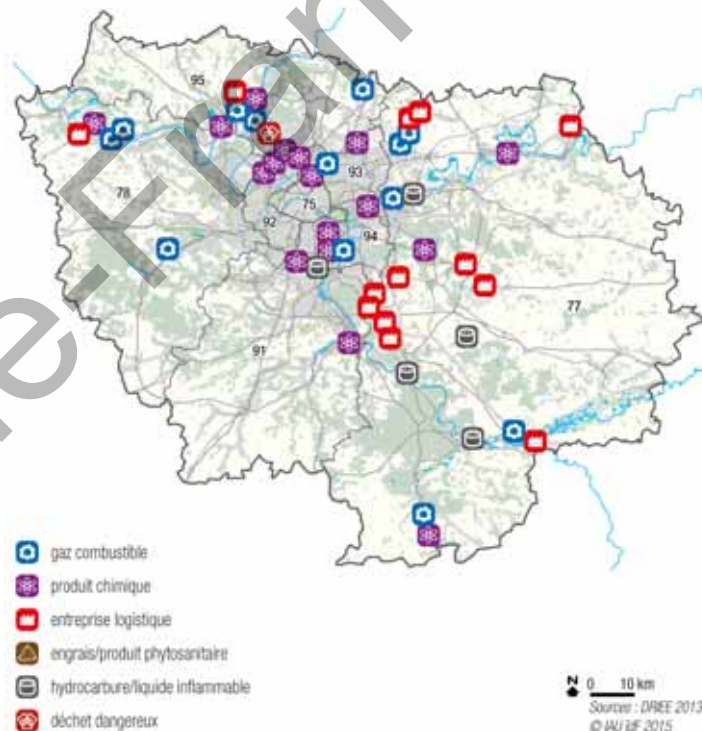 95
78
93
75
92
94
77
91
gaz combustible
produit chimique
entreprise logistique
engrais/produit phytosanitaire
hydrocarbure/liquide inflammable
déchet dangereux
N 0 10 km
Sources : DRIEE 2013
© IAU îdF 2015